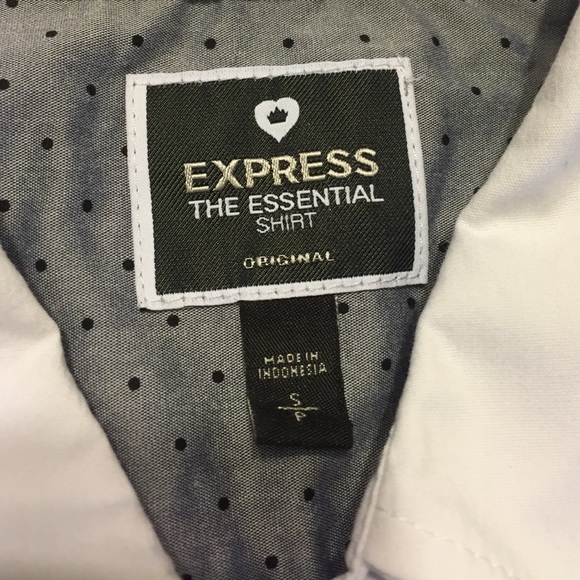 EXPRESS
THE ESSENTIAL
SHIRT
ORIGINAL
MADE IN
INDONESIA
S
P